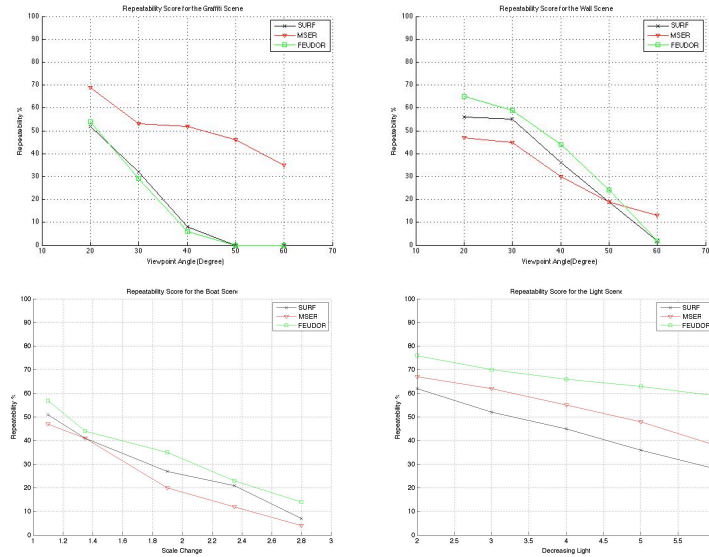 Repeatability Score for the Graffiti Scene
100
90
80
70
60
50
40
30
20
10
0
Repeatability %
10 20 30 40 50 60 70
Viewpoint Angle(Degree)
SURF
MSER
FEUDOR
Repeatability Score for the Wall Scene
100
90
80
70
60
50
40
30
20
10
0
Repeatability %
10 20 30 40 50 60 70
Viewpoint Angle(Degree)
SURF
MSER
FEUDOR
Repeatability Score for the Boat Scene
100
90
80
70
60
50
40
30
20
10
0
Repeatability %
1 1.2 1.4 1.6 1.8 2 2.2 2.4 2.6 2.8 3
Scale Change
SURF
MSER
FEUDOR
Repeatability Score for the Light Scene
100
90
80
70
60
50
40
30
20
10
0
Repeatability %
2 2.5 3 3.5 4 4.5 5 5.5
Decreasing Light
SURF
MSER
FEUDOR